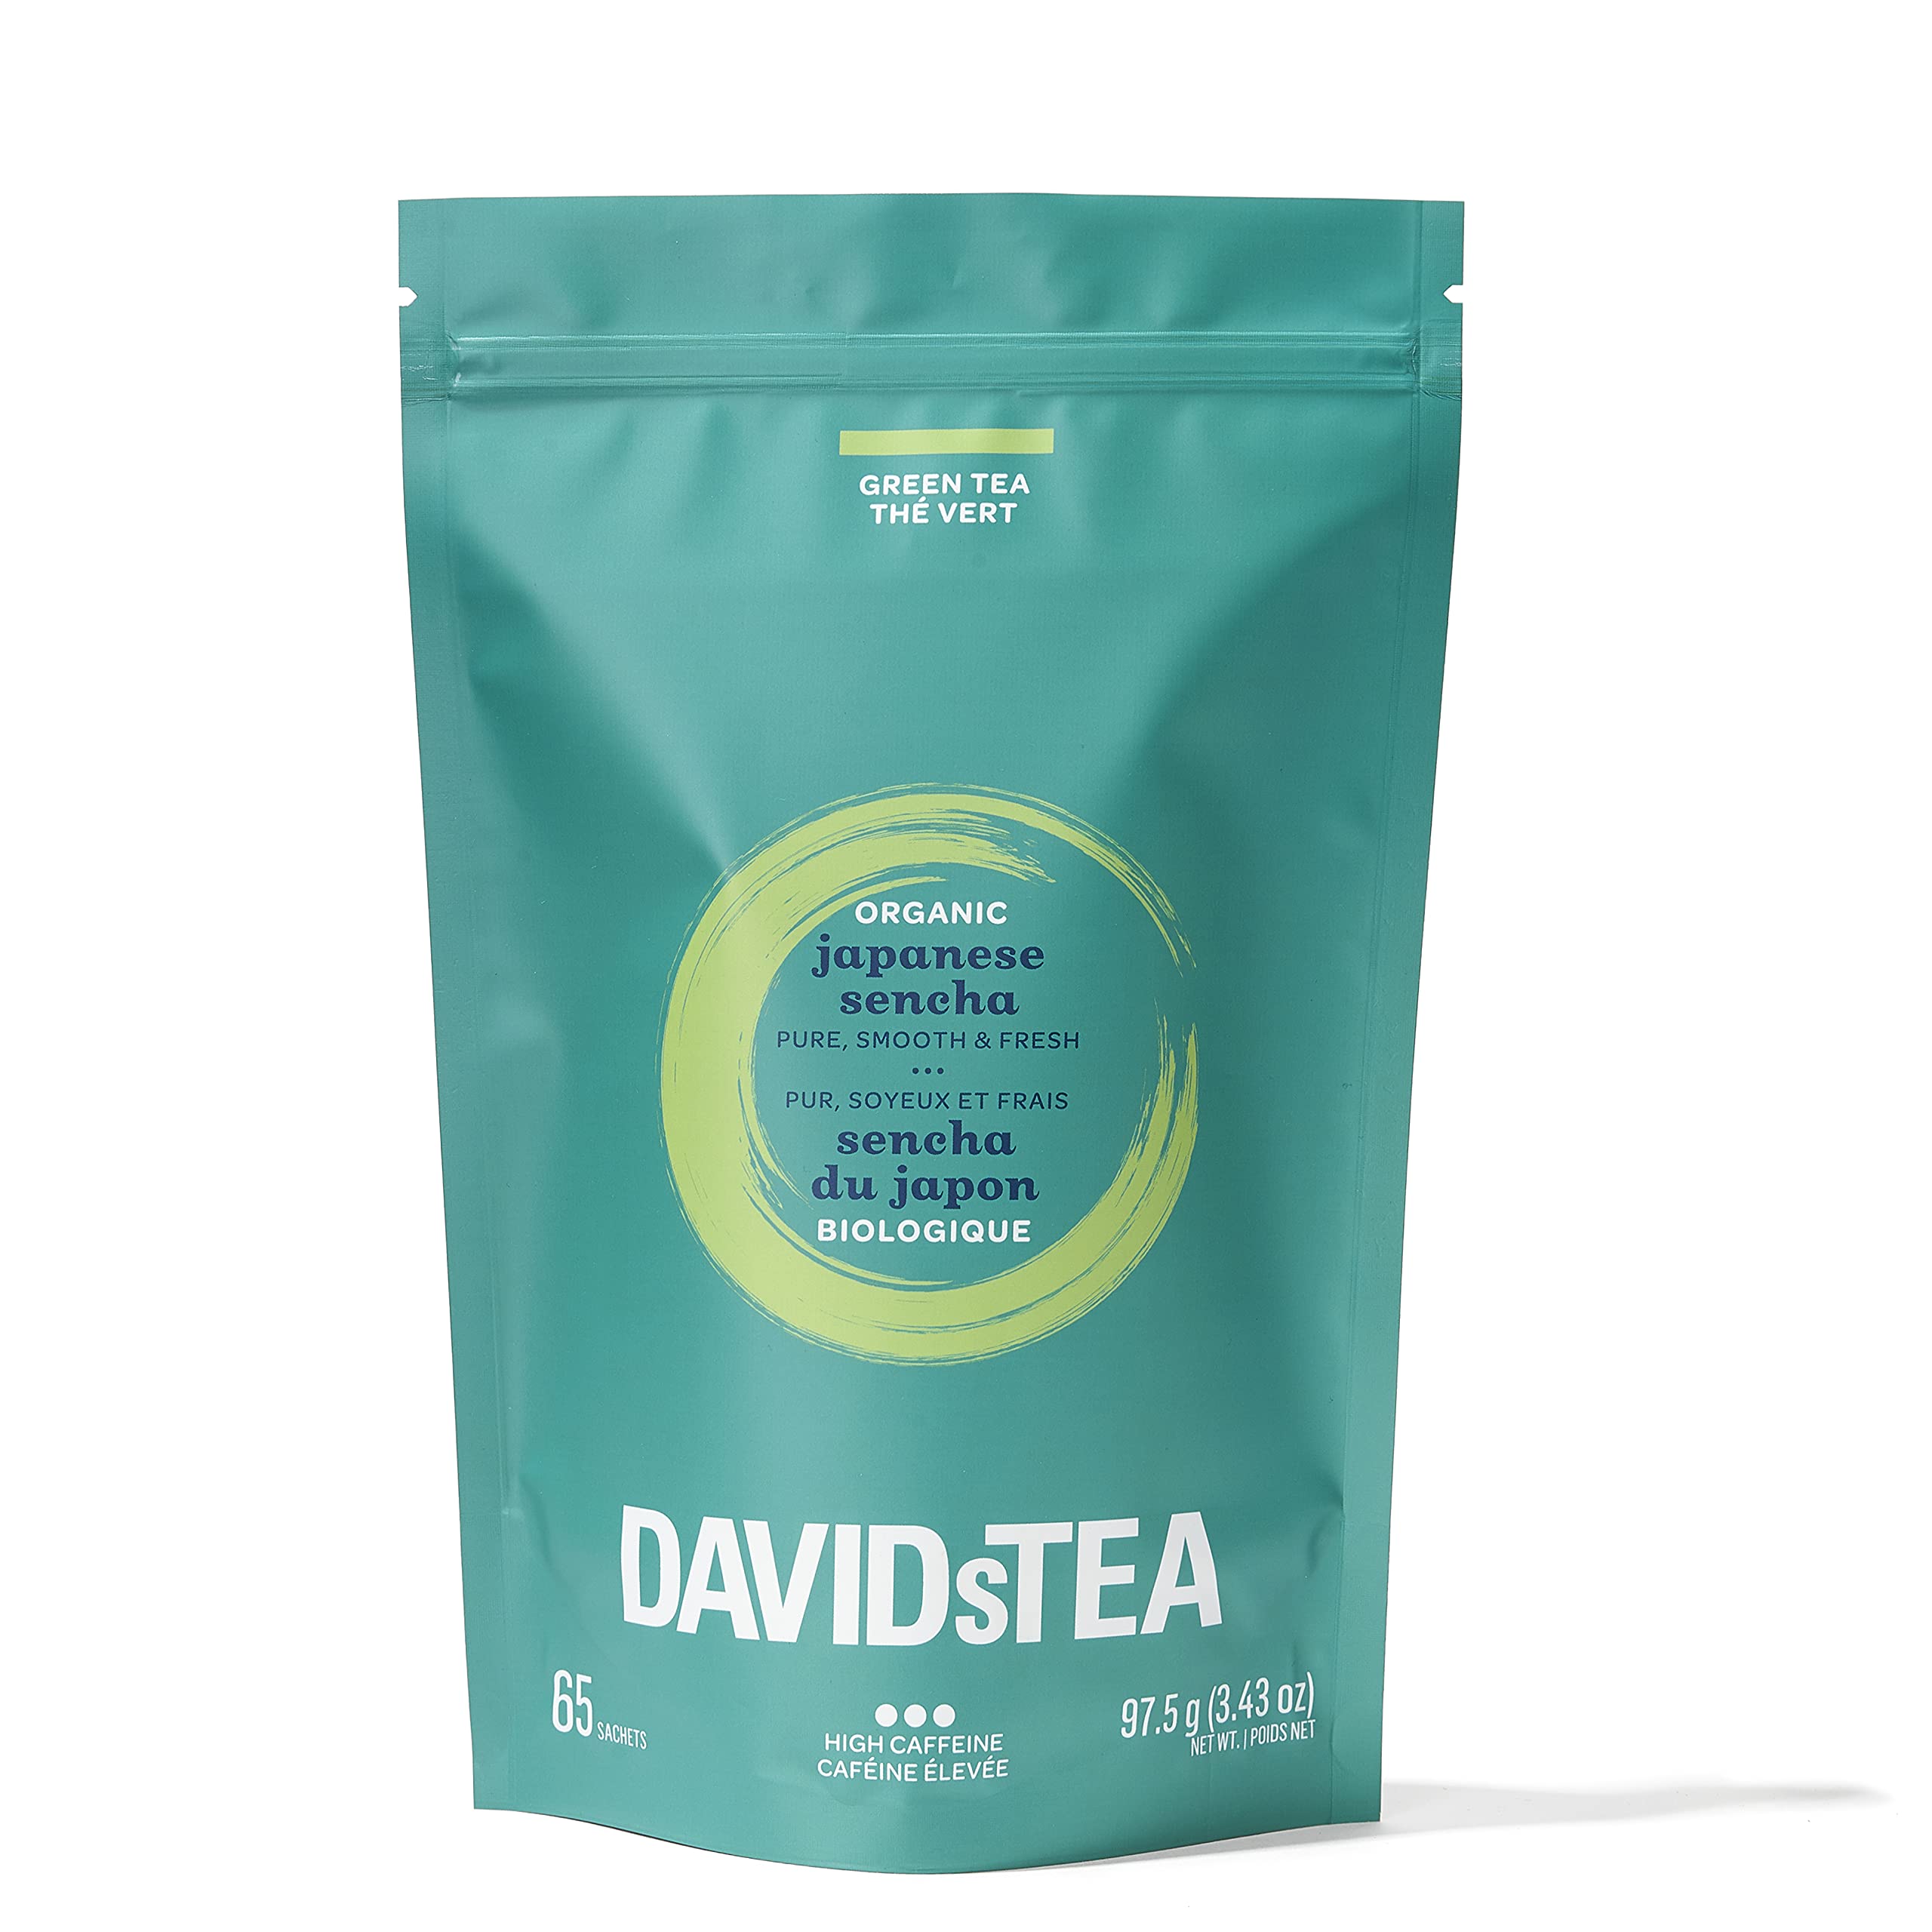 GREEN TEA
THÉ VERT
ORGANIC
japanese
sencha
PURE, SMOOTH & FRESH
•••
PUR, SOYEUX ET FRAIS
sencha
du japon
BIOLOGIQUE
DAVIDsTEA
65 SACHETS
HIGH CAFFEINE
CAFÉINE ÉLEVÉE
97.5 g (3.43 oz)
NET WT. | POIDS NET